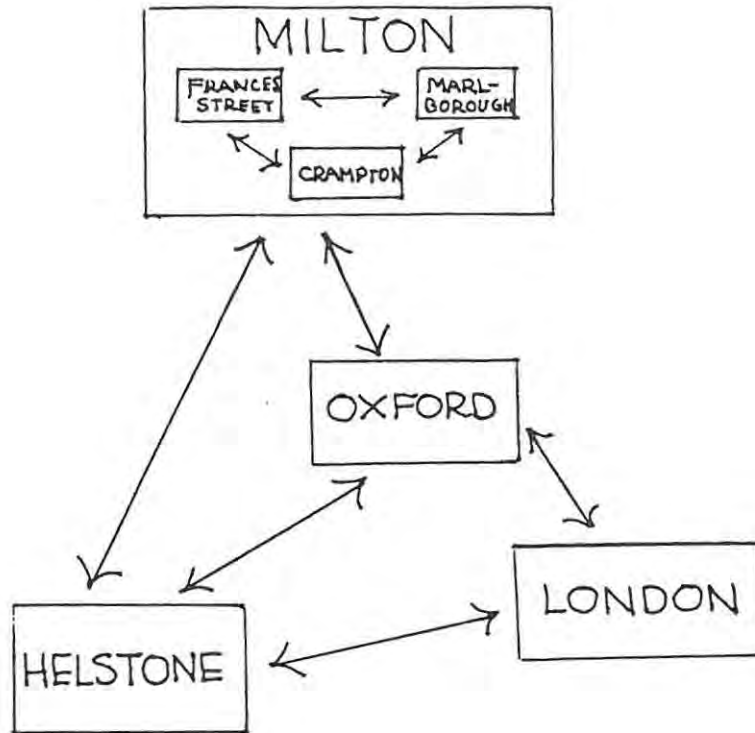 MILTON
FRANCES
STREET
MARL-
BOROUGH
CRAMPTON
OXFORD
LONDON
HELSTONE